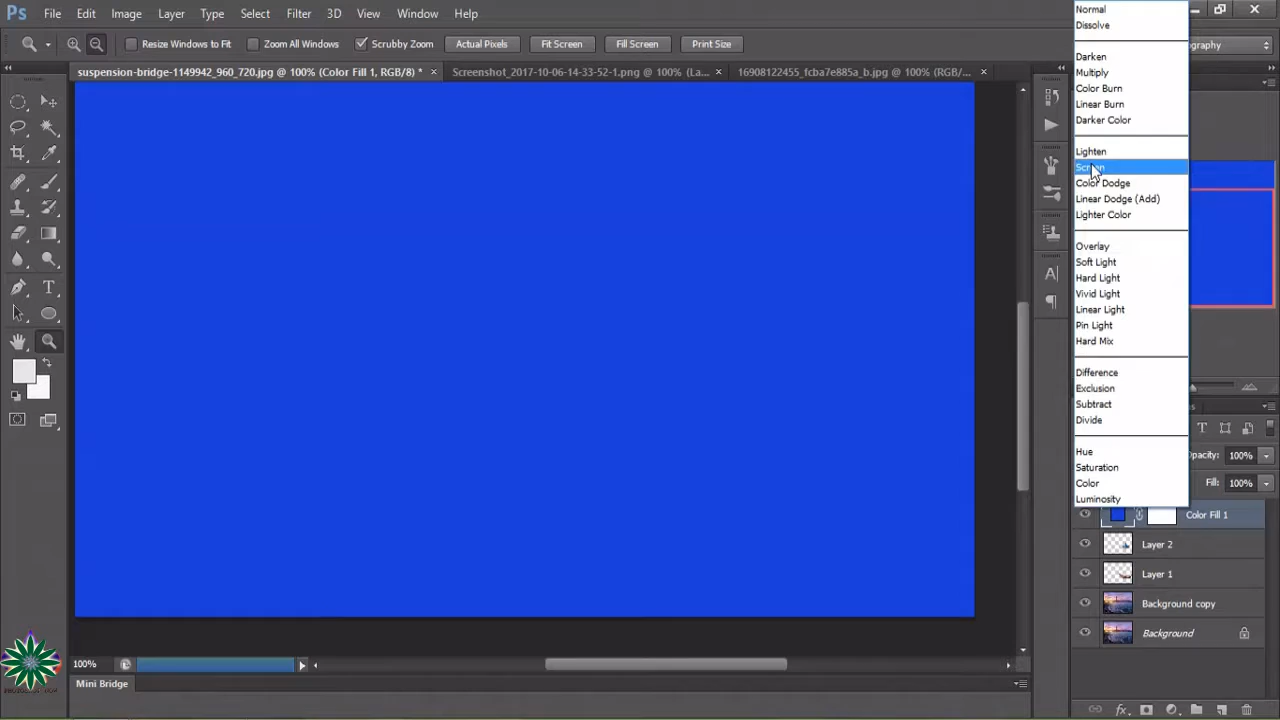 Ps File Edit Image Layer Type Select Filter 3D View Window Help
Resize Windows to Fit Zoom All Windows Scrubby Zoom Actual Pixels Fit Screen Fill Screen Print Size
suspension-bridge-1149942_960_720.jpg @ 100% (Color Fill 1, RGB/8) * × Screenshot_2017-10-06-14-33-52-1.png @ 100% (La... × 16908122455_fcba7e885a_b.jpg @ 100% (RGB/... ×
Normal
Dissolve
Darken
Multiply
Color Burn
Linear Burn
Darker Color
Lighten
Screen
Color Dodge
Linear Dodge (Add)
Lighter Color
Overlay
Soft Light
Hard Light
Vivid Light
Linear Light
Pin Light
Hard Mix
Difference
Exclusion
Subtract
Divide
Hue
Saturation
Color
Luminosity
Opacity: 100%
Fill: 100%
Color Fill 1
Layer 2
Layer 1
Background copy
Background
100%
Mini Bridge